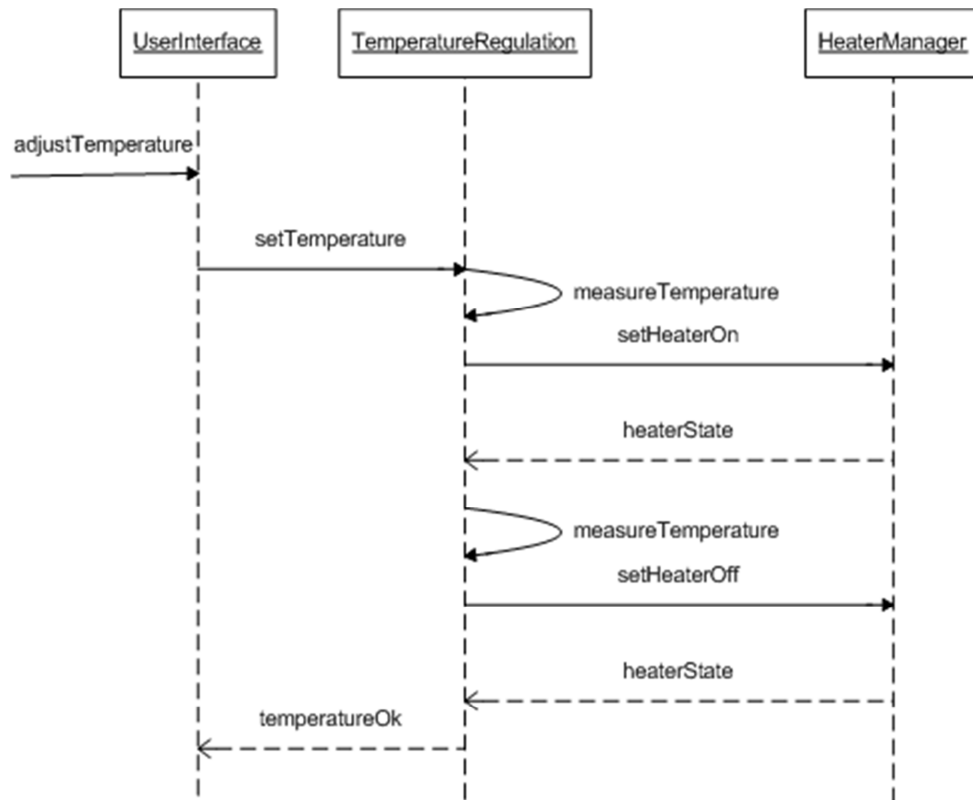 UserInterface
TemperatureRegulation
HeaterManager
adjustTemperature
setTemperature
measureTemperature
setHeaterOn
heaterState
measureTemperature
setHeaterOff
heaterState
temperatureOk